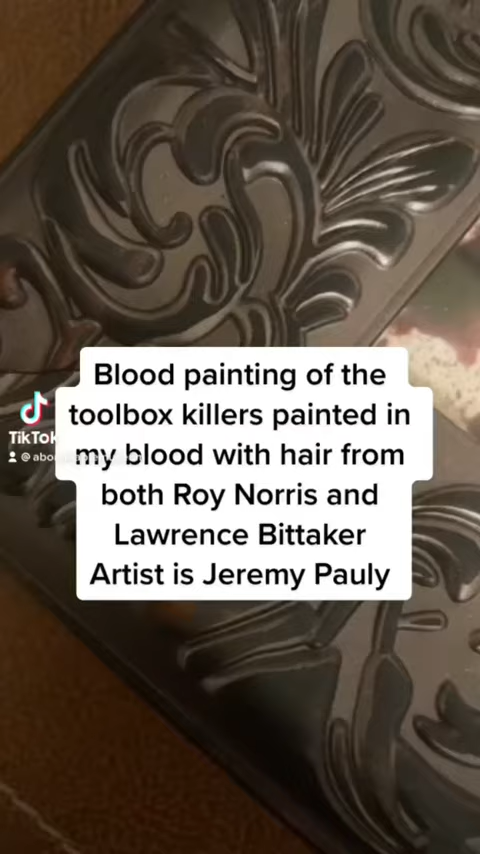 Blood painting of the
toolbox killers painted in
my blood with hair from
both Roy Norris and
Lawrence Bittaker
Artist is Jeremy Pauly
TikTok